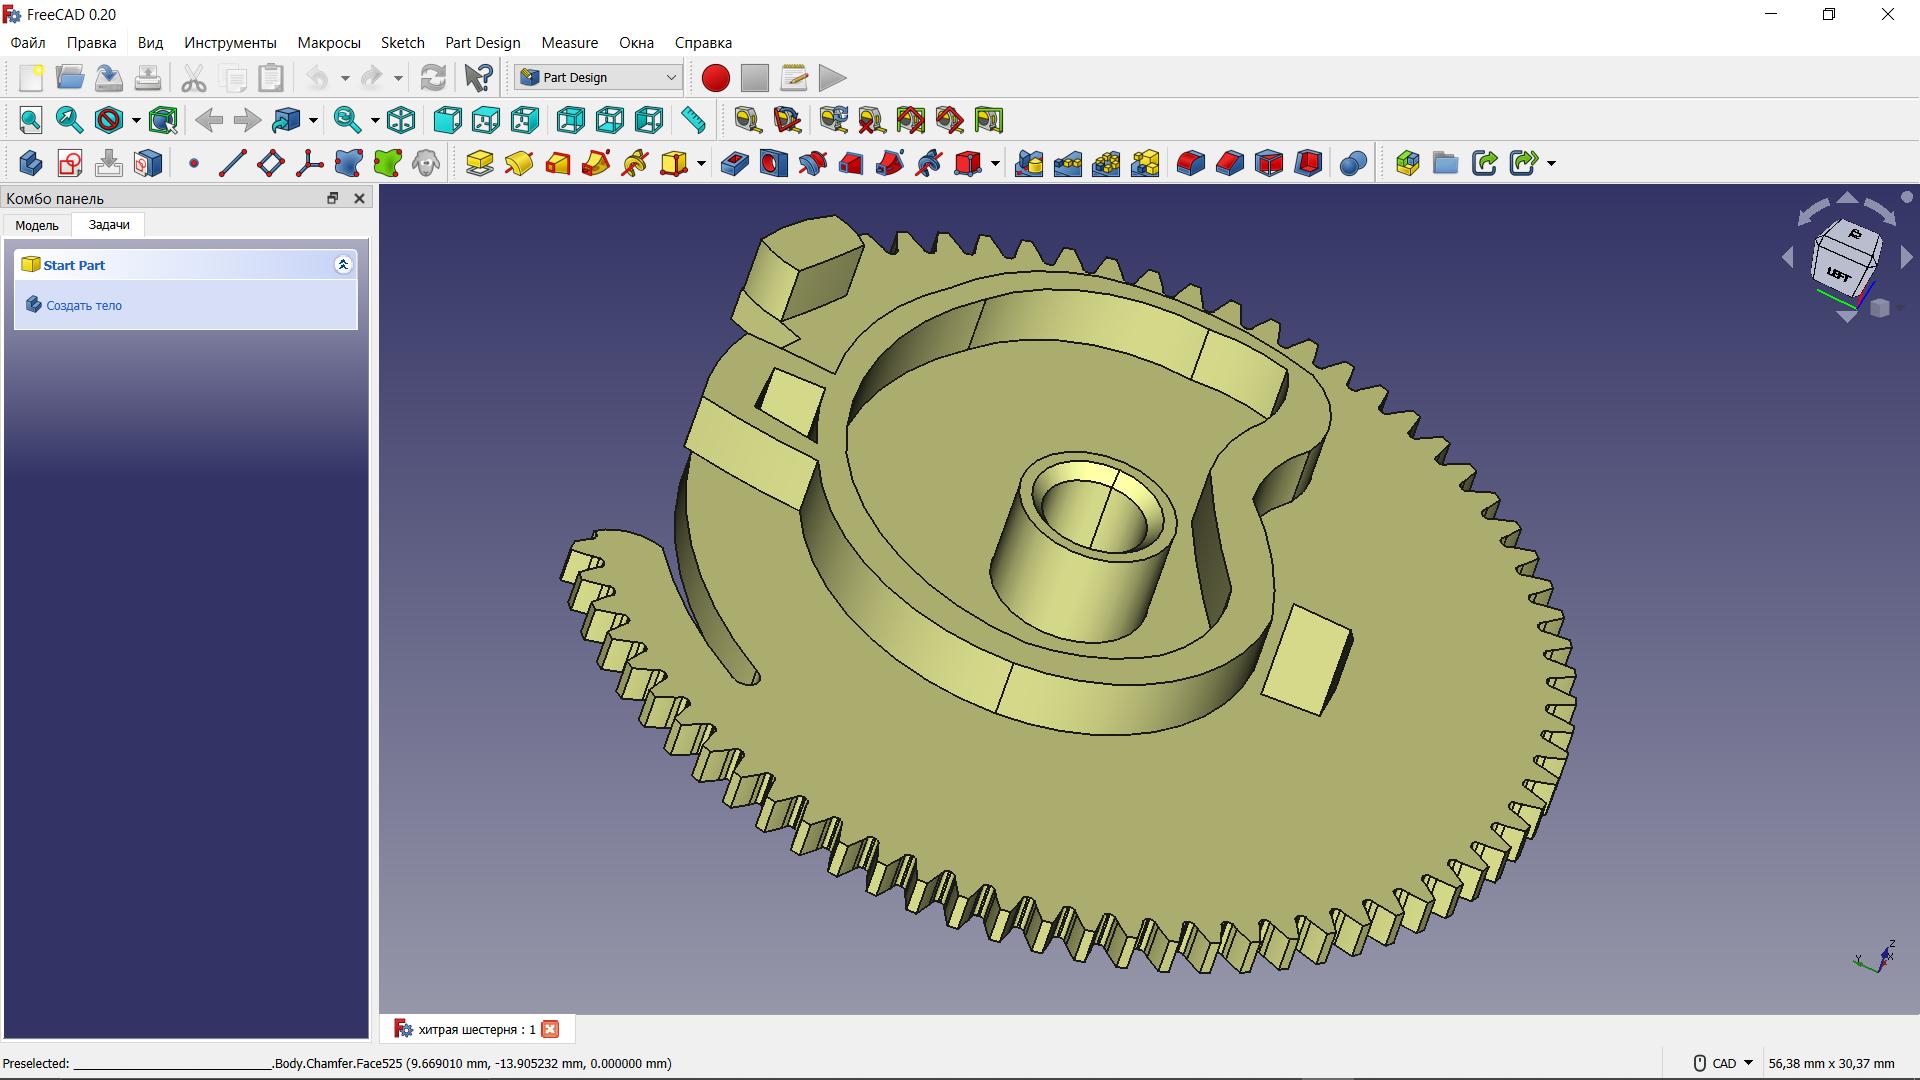 FreeCAD 0.20
Файл Правка Вид Инструменты Макросы Sketch Part Design Measure Окна Справка
Part Design
Комбо панель
Модель Задачи
Start Part
Создать тело
LEFT
Z
Y X
хитрая шестерня : 1
Preselected: ____________________________.Body.Chamfer.Face525 (9.669010 mm, -13.905232 mm, 0.000000 mm)
CAD 56,38 mm x 30,37 mm